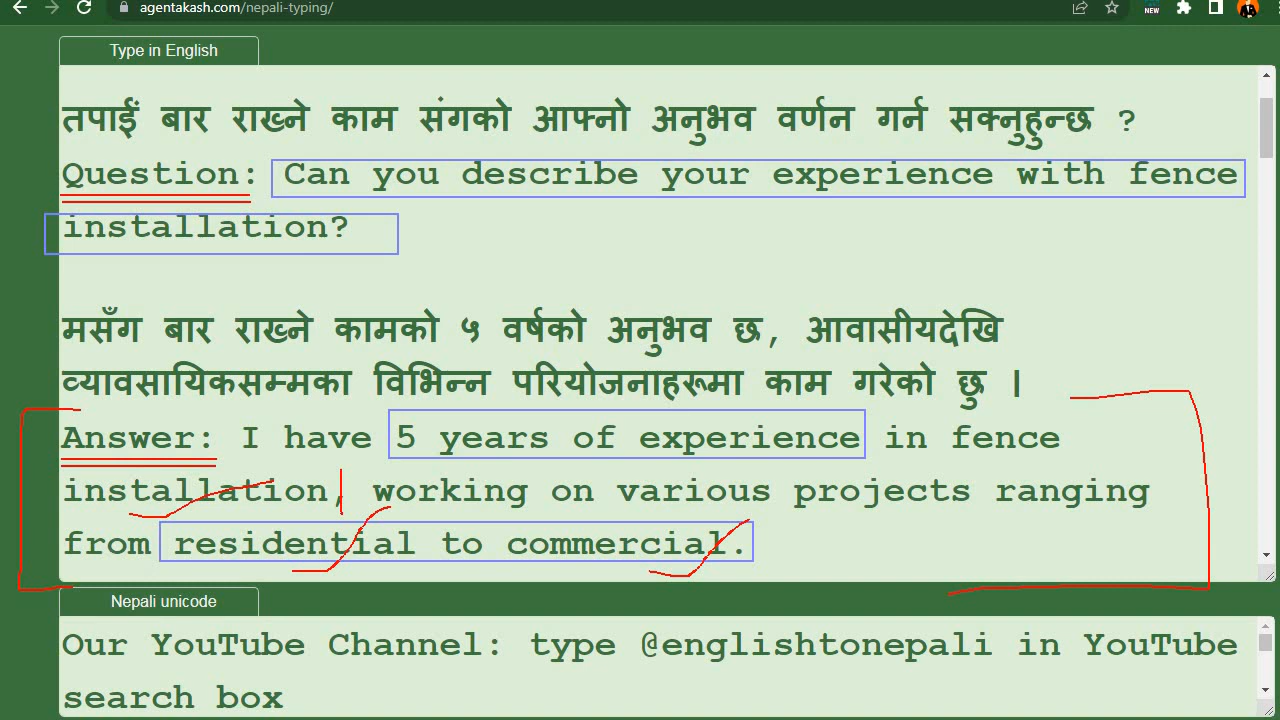 agentakash.com/nepali-typing/
NEW
Type in English
तपाईं बार राख्ने काम संगको आफ्नो अनुभव वर्णन गर्न सक्नुहुन्छ ?
Question: Can you describe your experience with fence
installation?
मसँग बार राख्ने कामको ५ वर्षको अनुभव छ, आवासीयदेखि
व्यावसायिकसम्मका विभिन्न परियोजनाहरूमा काम गरेको छु |
Answer: I have 5 years of experience in fence
installation, working on various projects ranging
from residential to commercial.
Nepali unicode
Our YouTube Channel: type @englishtonepali in YouTube
search box